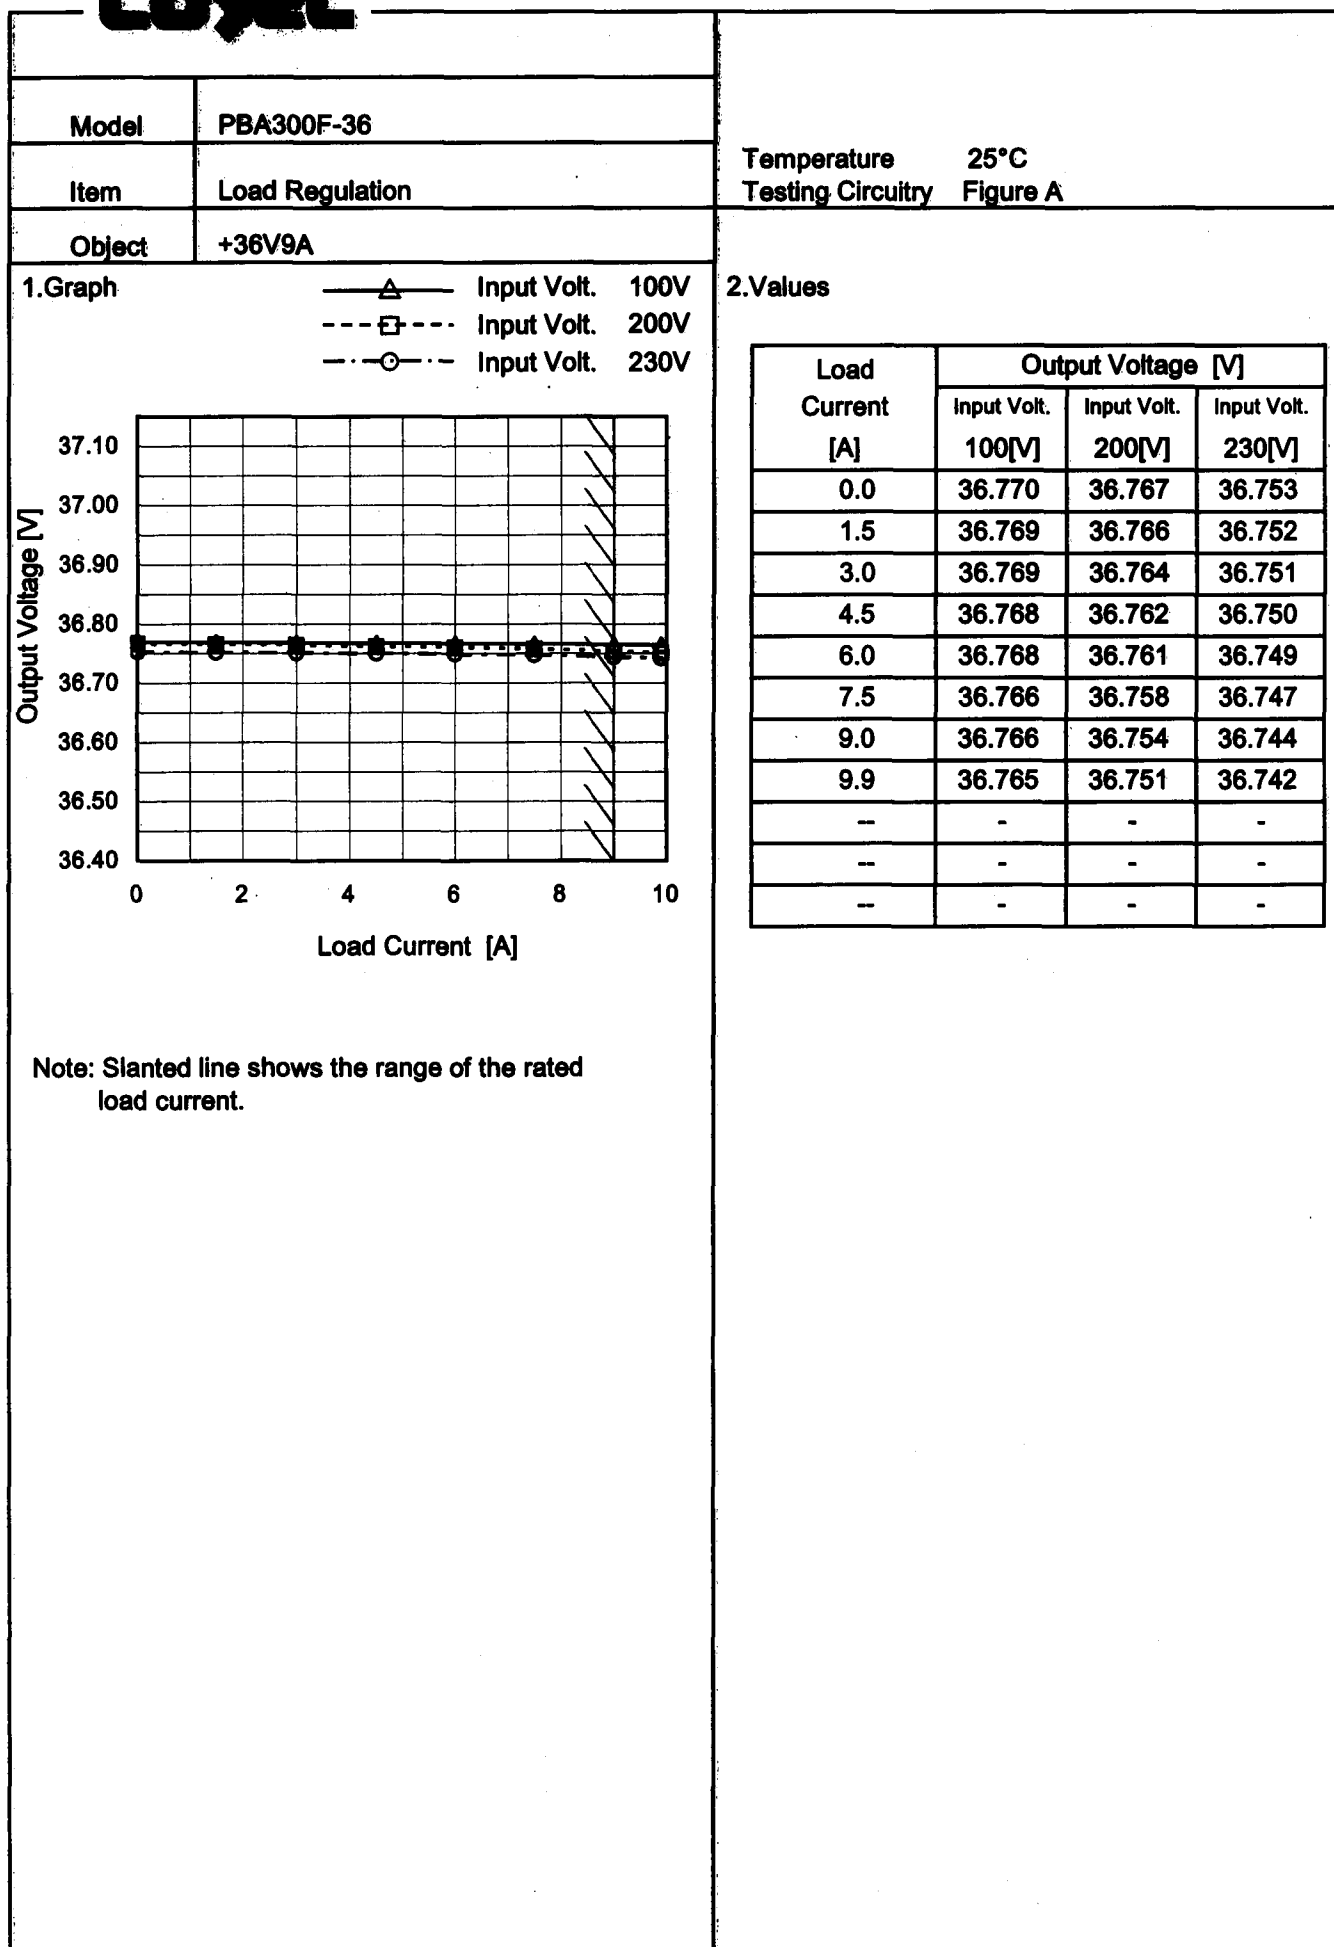 COSEL
Model PBA300F-36
Item Load Regulation
Object +36V9A
Temperature 25°C
Testing Circuitry Figure A
1.Graph
Input Volt. 100V
Input Volt. 200V
Input Volt. 230V
Output Voltage [V]
37.10
37.00
36.90
36.80
36.70
36.60
36.50
36.40
0 2 4 6 8 10
Load Current [A]
Note: Slanted line shows the range of the rated
load current.
2.Values
Load Output Voltage [V]
Current Input Volt. Input Volt. Input Volt.
[A] 100[V] 200[V] 230[V]
0.0 36.770 36.767 36.753
1.5 36.769 36.766 36.752
3.0 36.769 36.764 36.751
4.5 36.768 36.762 36.750
6.0 36.768 36.761 36.749
7.5 36.766 36.758 36.747
9.0 36.766 36.754 36.744
9.9 36.765 36.751 36.742
-- - - -
-- - - -
-- - - -